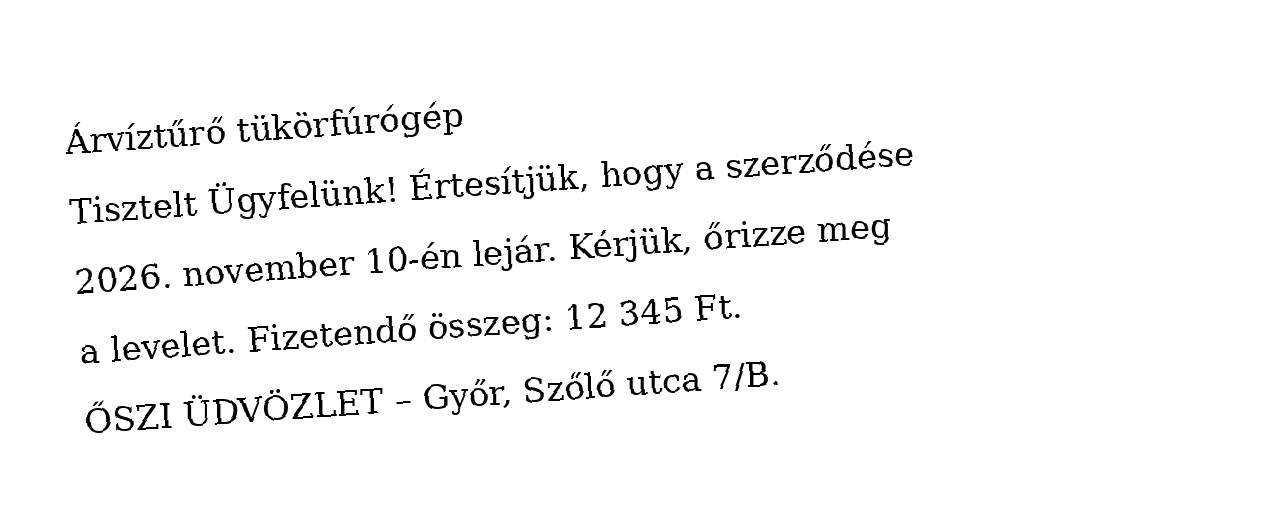 Árvíztűrő tükörfúrógép
Tisztelt Ügyfelünk! Értesítjük, hogy a szerződése
2026. november 10-én lejár. Kérjük, őrizze meg
a levelet. Fizetendő összeg: 12 345 Ft.
ŐSZI ÜDVÖZLET – Győr, Szőlő utca 7/B.